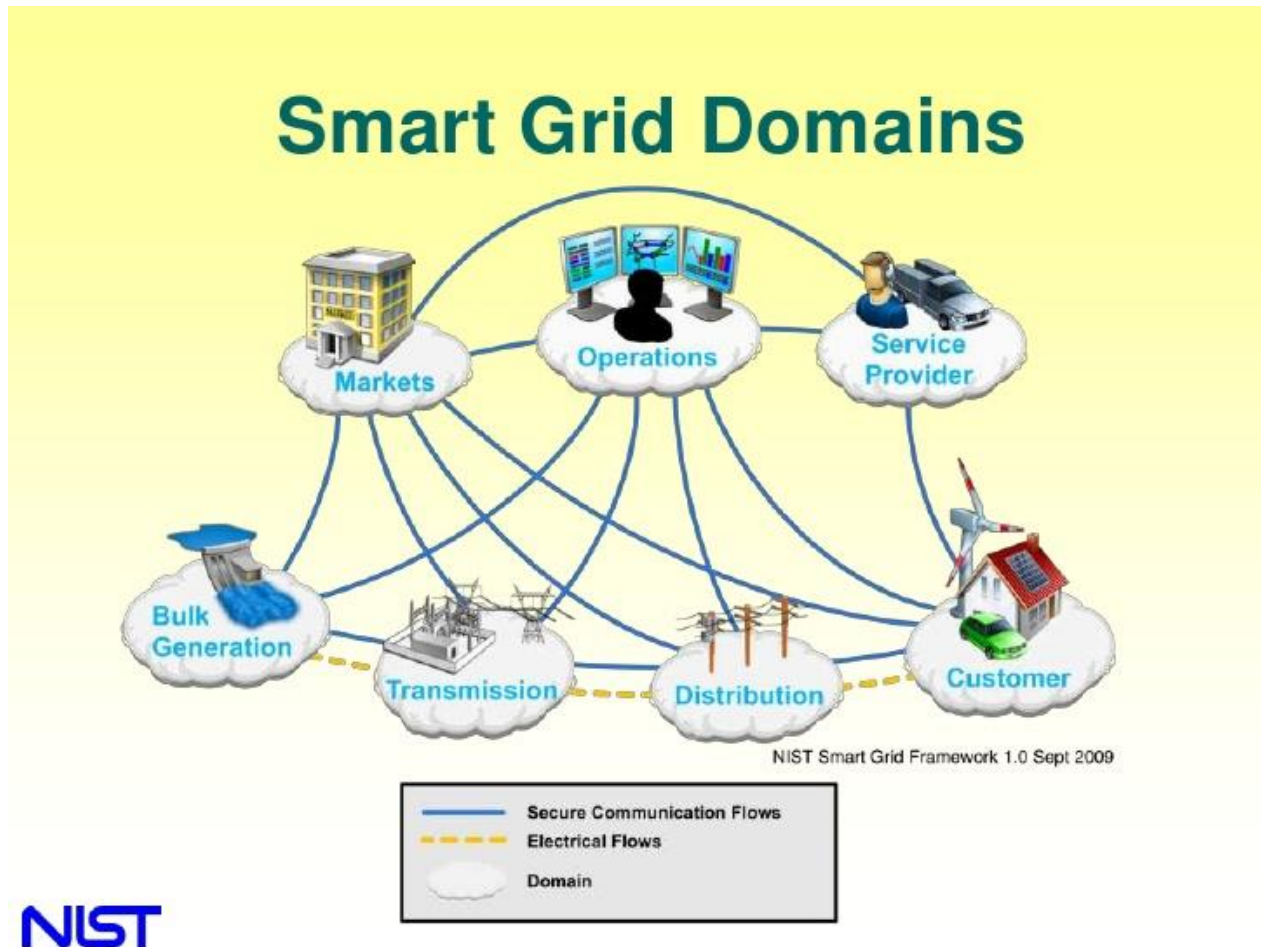 Smart Grid Domains
Markets
Operations
Service
Provider
Bulk
Generation
Transmission
Distribution
Customer
NIST Smart Grid Framework 1.0 Sept 2009
Secure Communication Flows
Electrical Flows
Domain
NIST